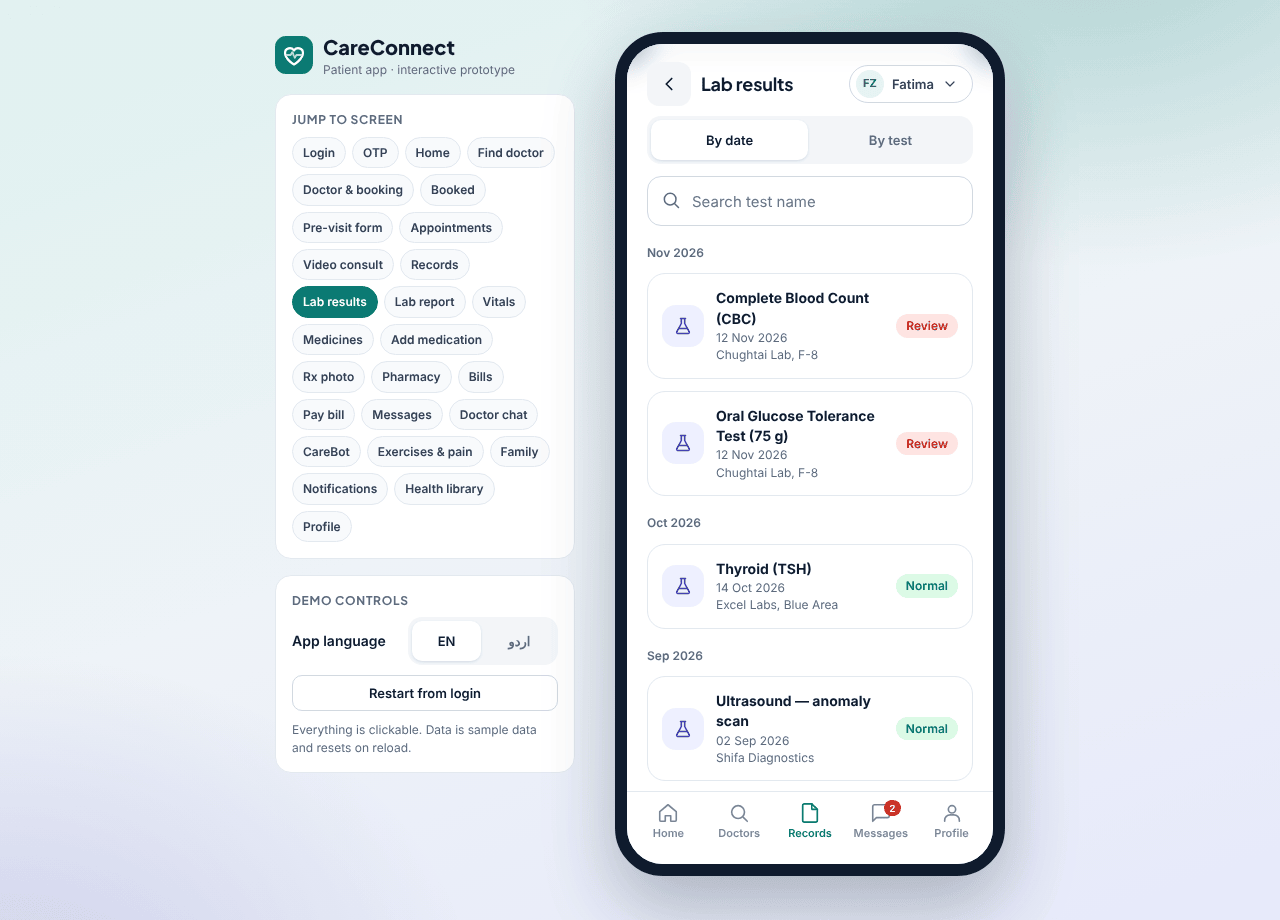 CareConnect
Patient app · interactive prototype
JUMP TO SCREEN
Login
OTP
Home
Find doctor
Doctor & booking
Booked
Pre-visit form
Appointments
Video consult
Records
Lab results
Lab report
Vitals
Medicines
Add medication
Rx photo
Pharmacy
Bills
Pay bill
Messages
Doctor chat
CareBot
Exercises & pain
Family
Notifications
Health library
Profile
DEMO CONTROLS
App language
EN
اردو
Restart from login
Everything is clickable. Data is sample data
and resets on reload.
Lab results
FZ
Fatima
By date
By test
Search test name
Nov 2026
Complete Blood Count
(CBC)
12 Nov 2026
Chughtai Lab, F-8
Review
Oral Glucose Tolerance
Test (75 g)
12 Nov 2026
Chughtai Lab, F-8
Review
Oct 2026
Thyroid (TSH)
14 Oct 2026
Excel Labs, Blue Area
Normal
Sep 2026
Ultrasound — anomaly
scan
02 Sep 2026
Shifa Diagnostics
Normal
Home
Doctors
Records
2
Messages
Profile